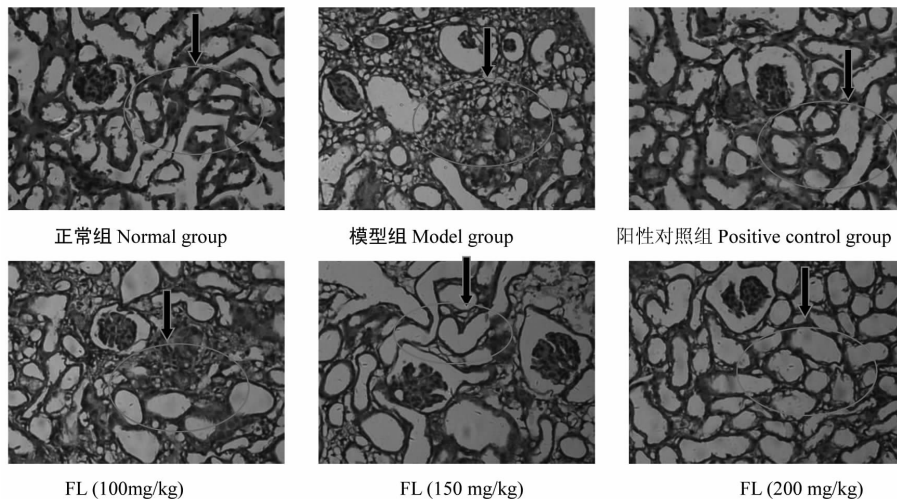 正常组 Normal group
模型组 Model group
阳性对照组 Positive control group
FL (100mg/kg)
FL (150 mg/kg)
FL (200 mg/kg)